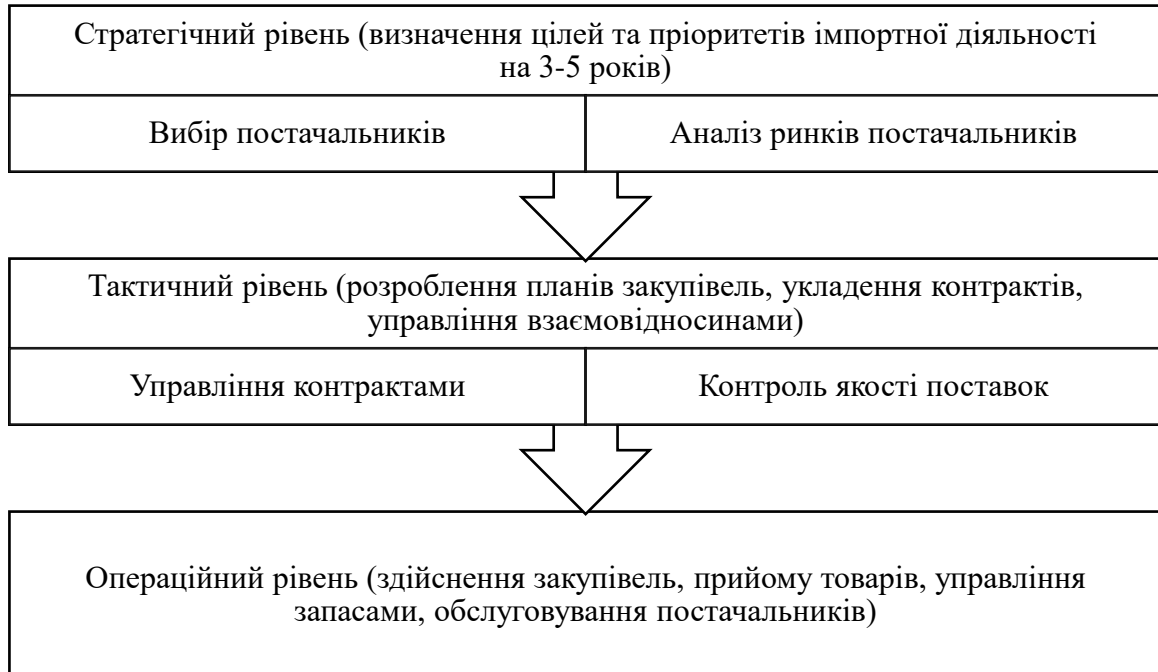 Стратегічний рівень (визначення цілей та пріоритетів імпортної діяльності
на 3-5 років)
Вибір постачальників
Аналіз ринків постачальників
Тактичний рівень (розроблення планів закупівель, укладення контрактів,
управління взаємовідносинами)
Управління контрактами
Контроль якості поставок
Операційний рівень (здійснення закупівель, прийому товарів, управління
запасами, обслуговування постачальників)